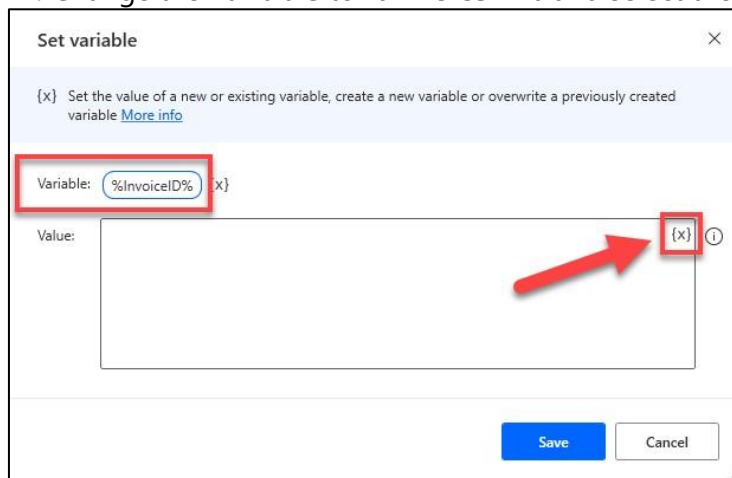 Set variable
{x} Set the value of a new or existing variable, create a new variable or overwrite a previously created
variable More info
Variable: %InvoiceID% {x}
Value: {x}
Save Cancel